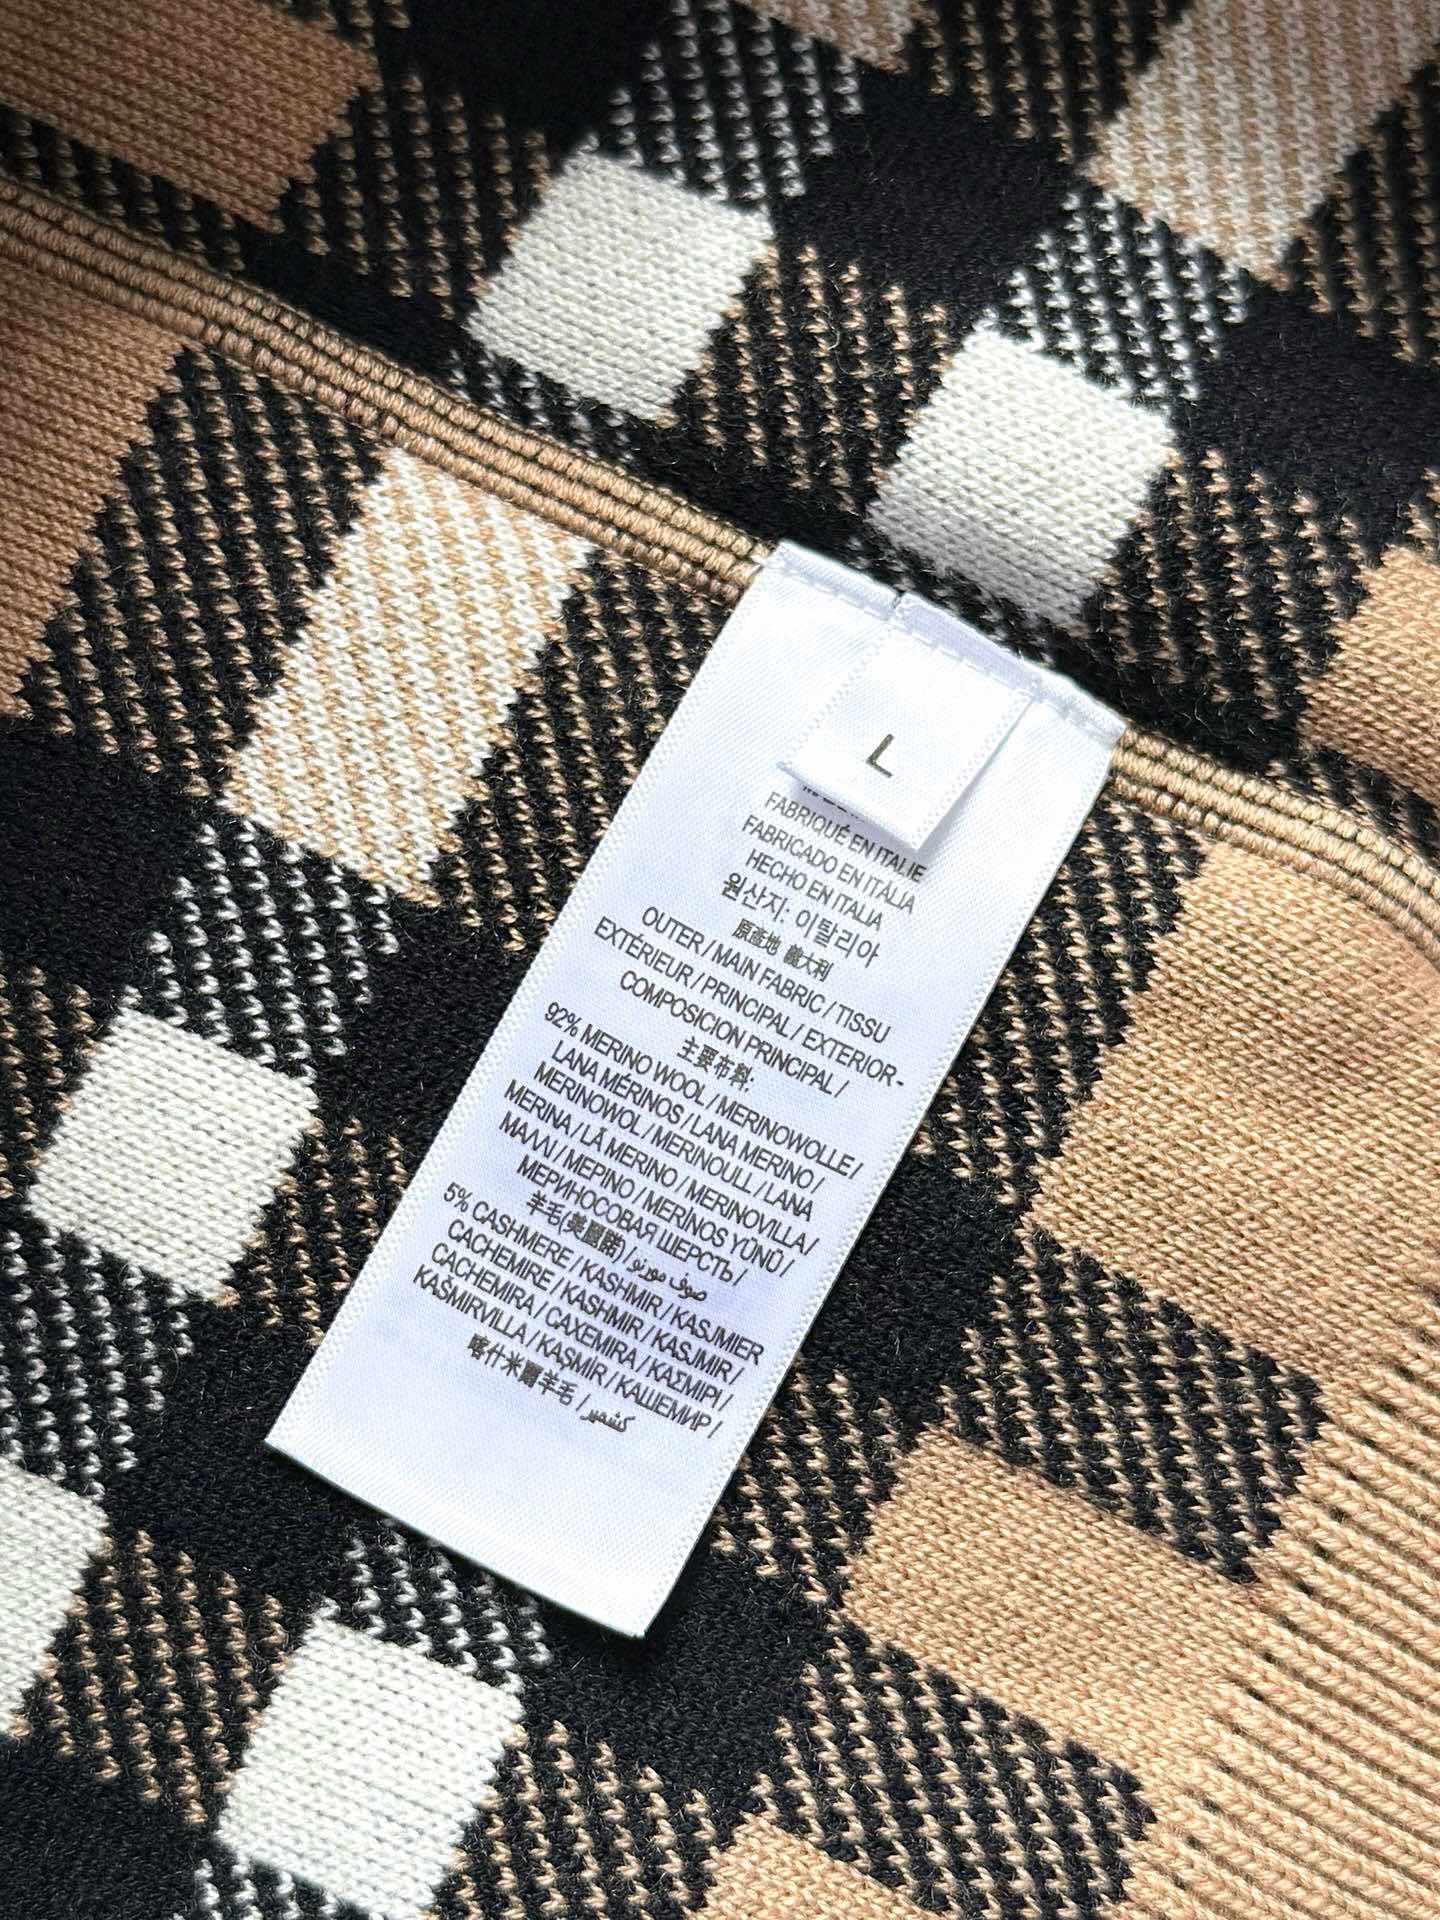 L
FABRIQUÉ EN ITALIE
FABRICADO EN ITÁLIA
HECHO EN ITALIA
원산지: 이탈리아
原產地 義大利
OUTER / MAIN FABRIC / TISSU
EXTÉRIEUR / PRINCIPAL / EXTERIOR-
COMPOSICION PRINCIPAL /
主要布料:
92% MERINO WOOL / MERINOWOLLE /
LANA MÉRINOS / LANA MERINO /
MERINOWOL / MERINOULL / LANA
MERINA / LÃ MERINO / MERINOVILLA /
ΜΑΛΛΙ / ΜΕΡΙΝΟ / MERİNOS YÜNÜ /
МЕРИНОСОВАЯ ШЕРСТЬ /
羊毛(美麗諾) / صوف مورنو
5% CASHMERE / KASHMIR / KASJMIER
CACHEMIRE / KASHMIR / KASJMIR /
CACHEMIRA / CAXEMIRA / ΚΑΣΜΙΡΙ /
KAŠMIRVILLA / KAŞMİR / КАШЕМИР /
喀什米爾羊毛 / كشمير